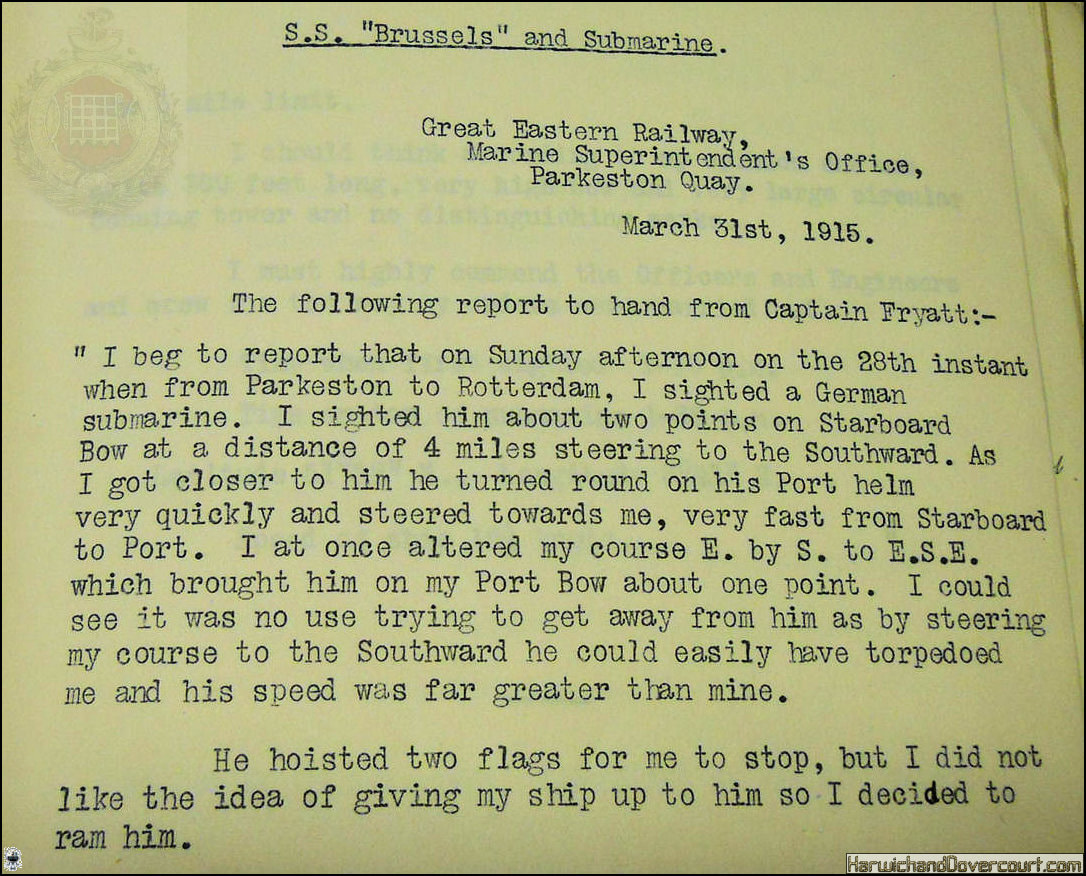 S.S. "Brussels" and Submarine.
Great Eastern Railway,
Marine Superintendent's Office,
Parkeston Quay.
March 31st, 1915.
The following report to hand from Captain Fryatt:-
" I beg to report that on Sunday afternoon on the 28th instant
when from Parkeston to Rotterdam, I sighted a German
submarine. I sighted him about two points on Starboard
Bow at a distance of 4 miles steering to the Southward. As
I got closer to him he turned round on his Port helm
very quickly and steered towards me, very fast from Starboard
to Port. I at once altered my course E. by S. to E.S.E.
which brought him on my Port Bow about one point. I could
see it was no use trying to get away from him as by steering
my course to the Southward he could easily have torpedoed
me and his speed was far greater than mine.
He hoisted two flags for me to stop, but I did not
like the idea of giving my ship up to him so I decided to
ram him.
HarwichandDovercourt.com